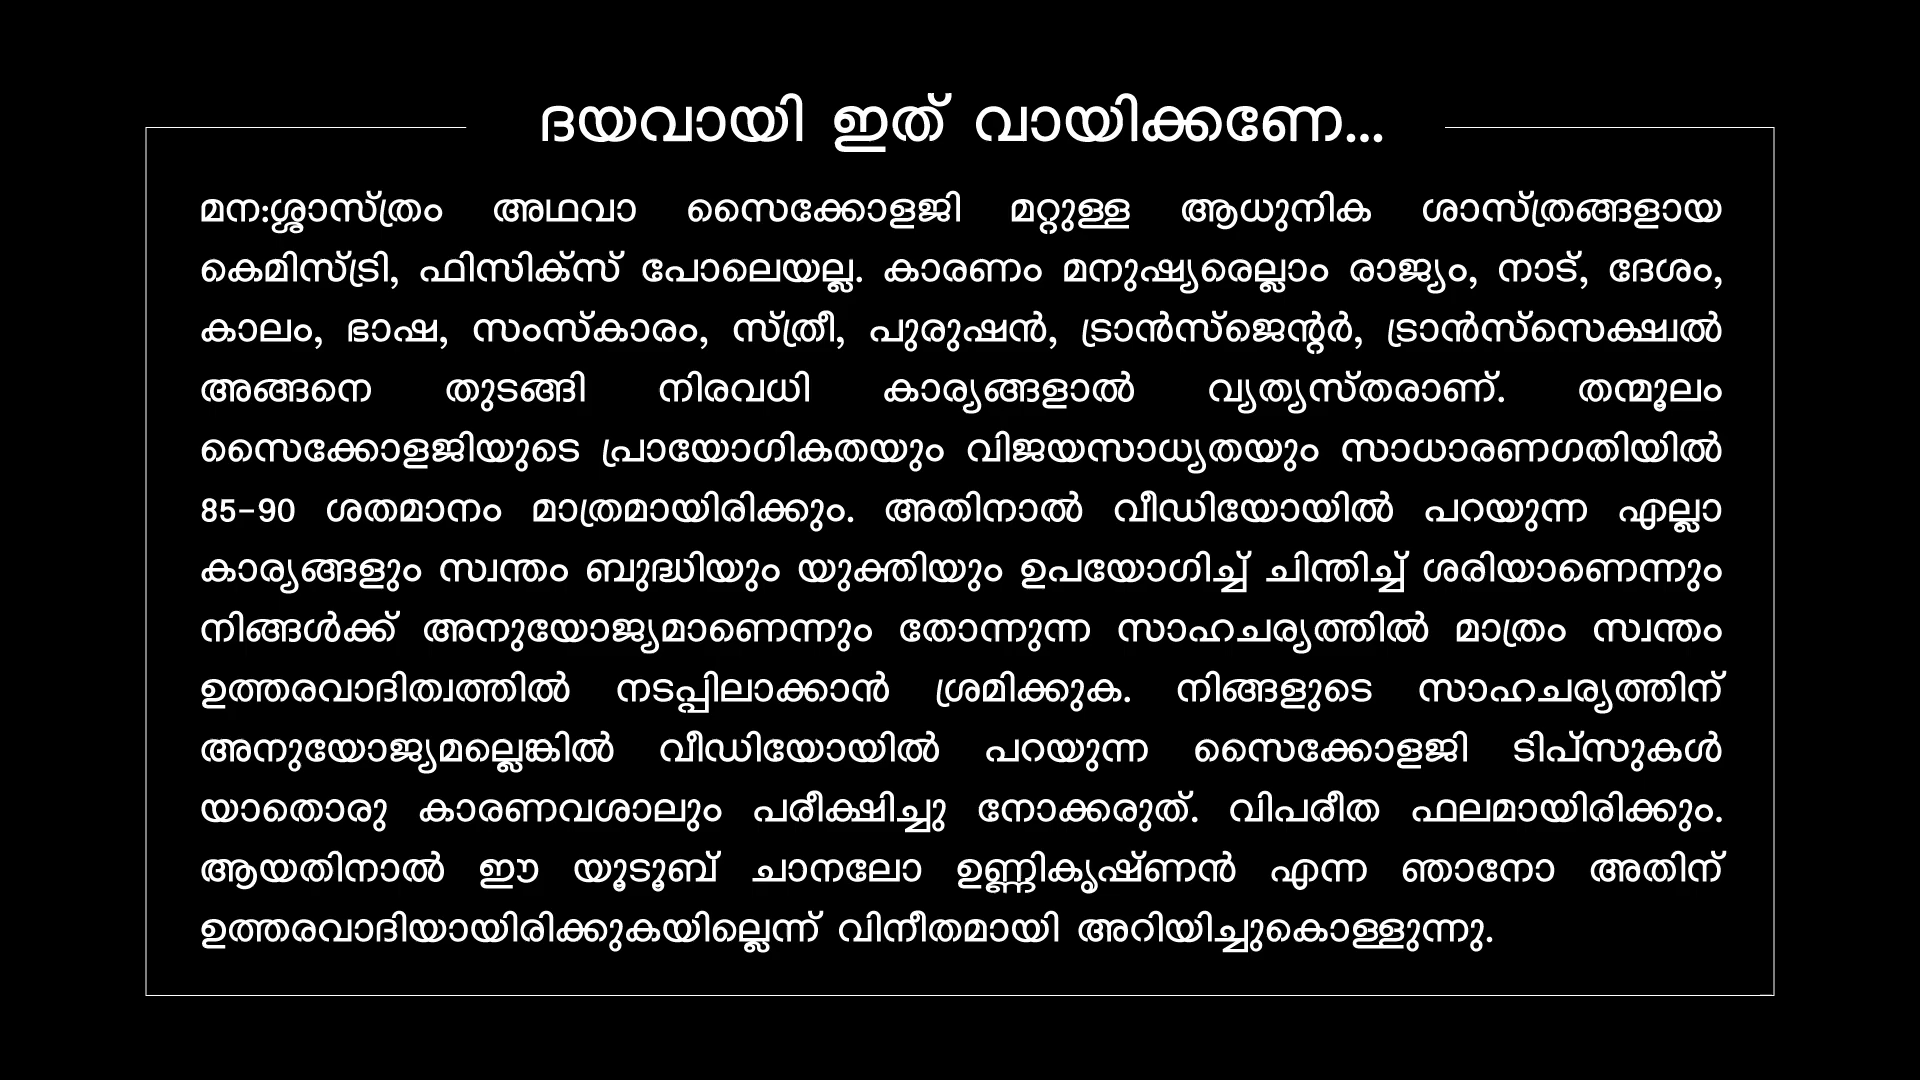 ദയവായി ഇത് വായിക്കണേ...
മന:ശ്ശാസ്ത്രം അഥവാ സൈക്കോളജി മറ്റുള്ള ആധുനിക ശാസ്ത്രങ്ങളായ
കെമിസ്ട്രി, ഫിസിക്സ് പോലെയല്ല. കാരണം മനുഷ്യരെല്ലാം രാജ്യം, നാട്, ദേശം,
കാലം, ഭാഷ, സംസ്കാരം, സ്ത്രീ, പുരുഷൻ, ട്രാൻസ്ജെന്റർ, ട്രാൻസ്സെക്ഷ്വൽ
അങ്ങനെ തുടങ്ങി നിരവധി കാര്യങ്ങളാൽ വ്യത്യസ്തരാണ്. തന്മൂലം
സൈക്കോളജിയുടെ പ്രായോഗികതയും വിജയസാധ്യതയും സാധാരണഗതിയിൽ
85-90 ശതമാനം മാത്രമായിരിക്കും. അതിനാൽ വീഡിയോയിൽ പറയുന്ന എല്ലാ
കാര്യങ്ങളും സ്വന്തം ബുദ്ധിയും യുക്തിയും ഉപയോഗിച്ച് ചിന്തിച്ച് ശരിയാണെന്നും
നിങ്ങൾക്ക് അനുയോജ്യമാണെന്നും തോന്നുന്ന സാഹചര്യത്തിൽ മാത്രം സ്വന്തം
ഉത്തരവാദിത്വത്തിൽ നടപ്പിലാക്കാൻ ശ്രമിക്കുക. നിങ്ങളുടെ സാഹചര്യത്തിന്
അനുയോജ്യമല്ലെങ്കിൽ വീഡിയോയിൽ പറയുന്ന സൈക്കോളജി ടിപ്സുകൾ
യാതൊരു കാരണവശാലും പരീക്ഷിച്ചു നോക്കരുത്. വിപരീത ഫലമായിരിക്കും.
ആയതിനാൽ ഈ യൂടൂബ് ചാനലോ ഉണ്ണികൃഷ്ണൻ എന്ന ഞാനോ അതിന്
ഉത്തരവാദിയായിരിക്കുകയില്ലെന്ന് വിനീതമായി അറിയിച്ചുകൊള്ളുന്നു.